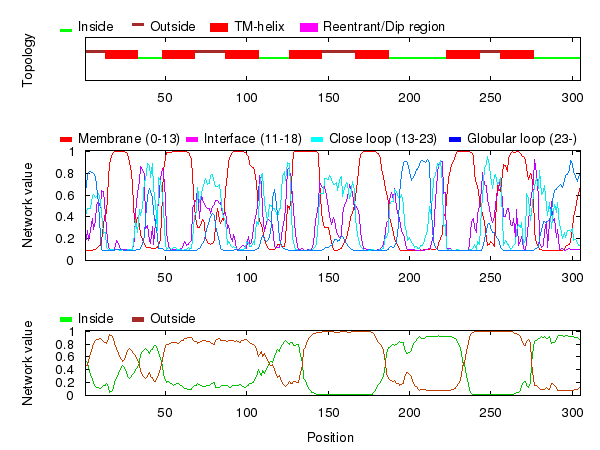 Inside Outside TM-helix Reentrant/Dip region
Topology
50 100 150 200 250 300
Membrane (0-13) Interface (11-18) Close loop (13-23) Globular loop (23-)
Network value
1
0.8
0.6
0.4
0.2
0
50 100 150 200 250 300
Inside Outside
Network value
1
0.8
0.6
0.4
0.2
0
50 100 150 200 250 300
Position